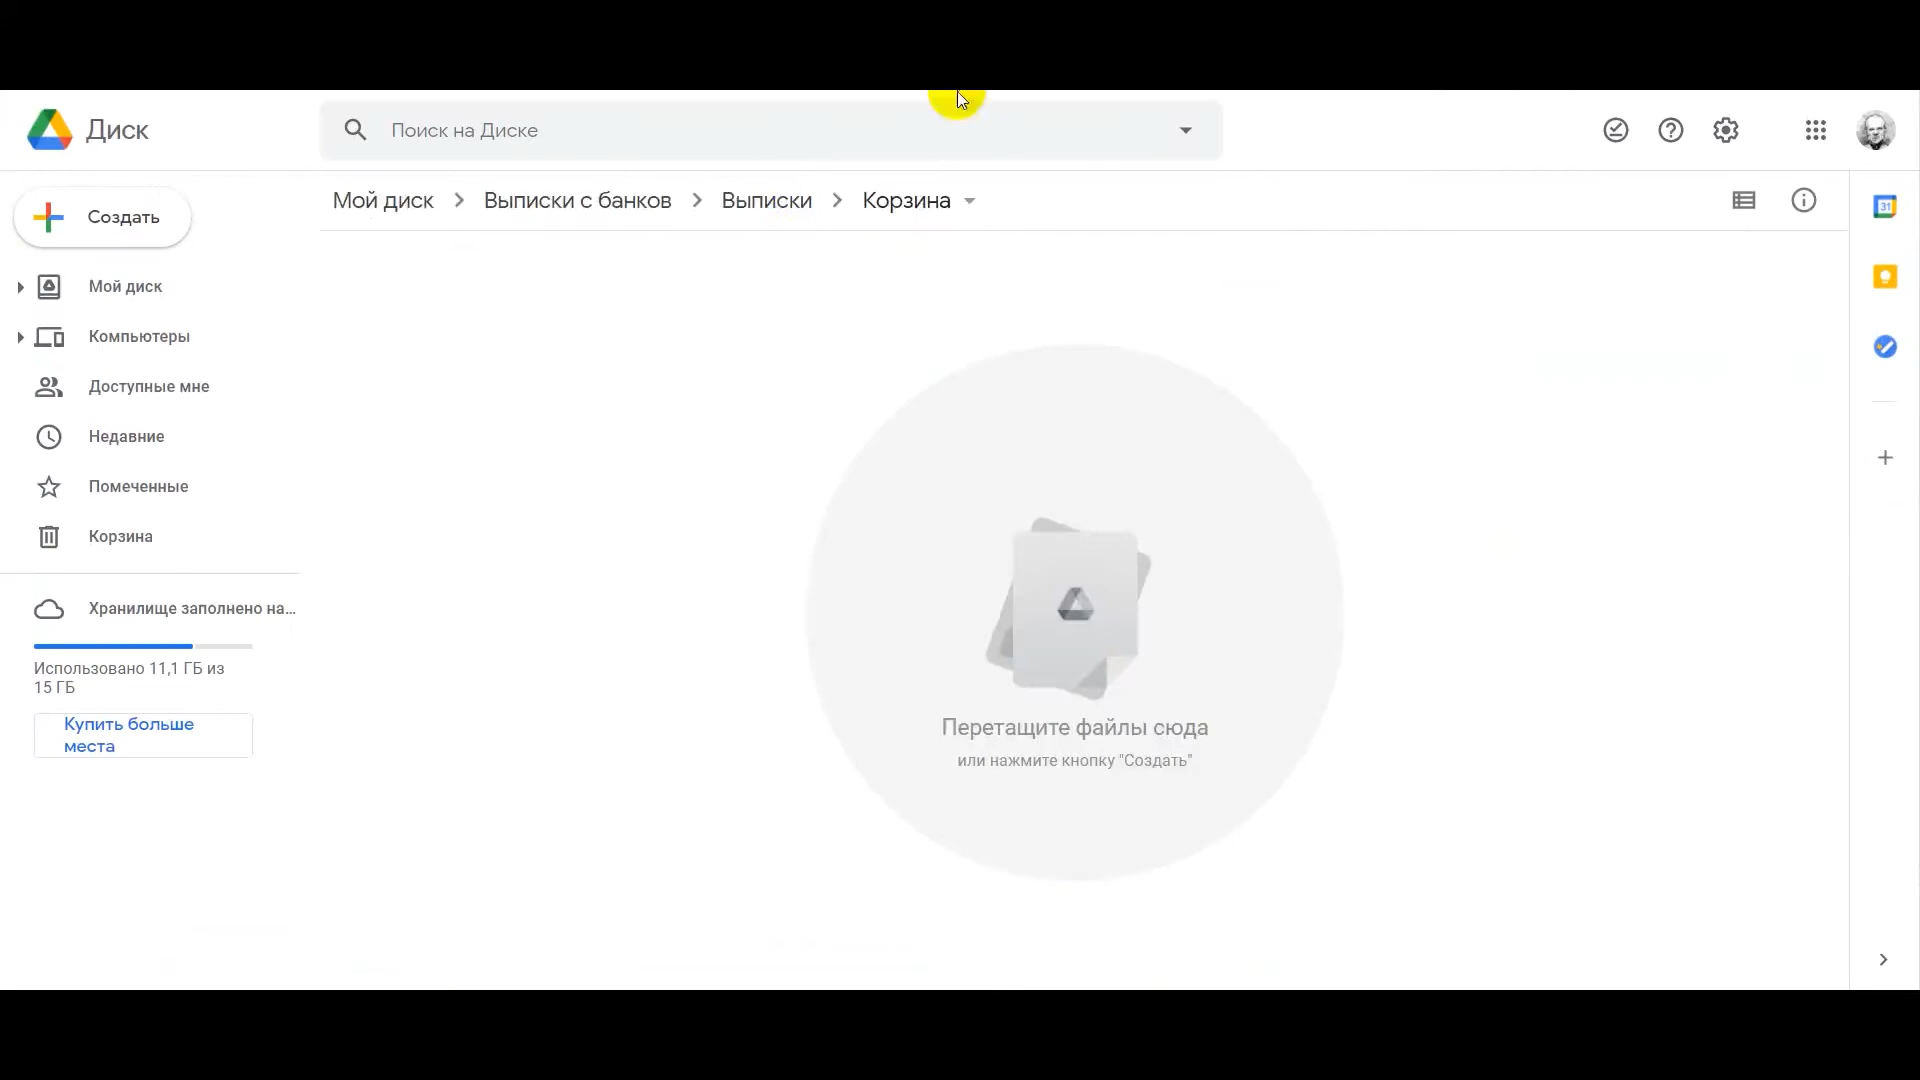 Диск
Поиск на Диске
Создать
Мой диск
Выписки с банков
Выписки
Корзина
Мой диск
Компьютеры
Доступные мне
Недавние
Помеченные
Корзина
Хранилище заполнено на...
Использовано 11,1 ГБ из
15 ГБ
Купить больше
места
Перетащите файлы сюда
или нажмите кнопку "Создать"
31